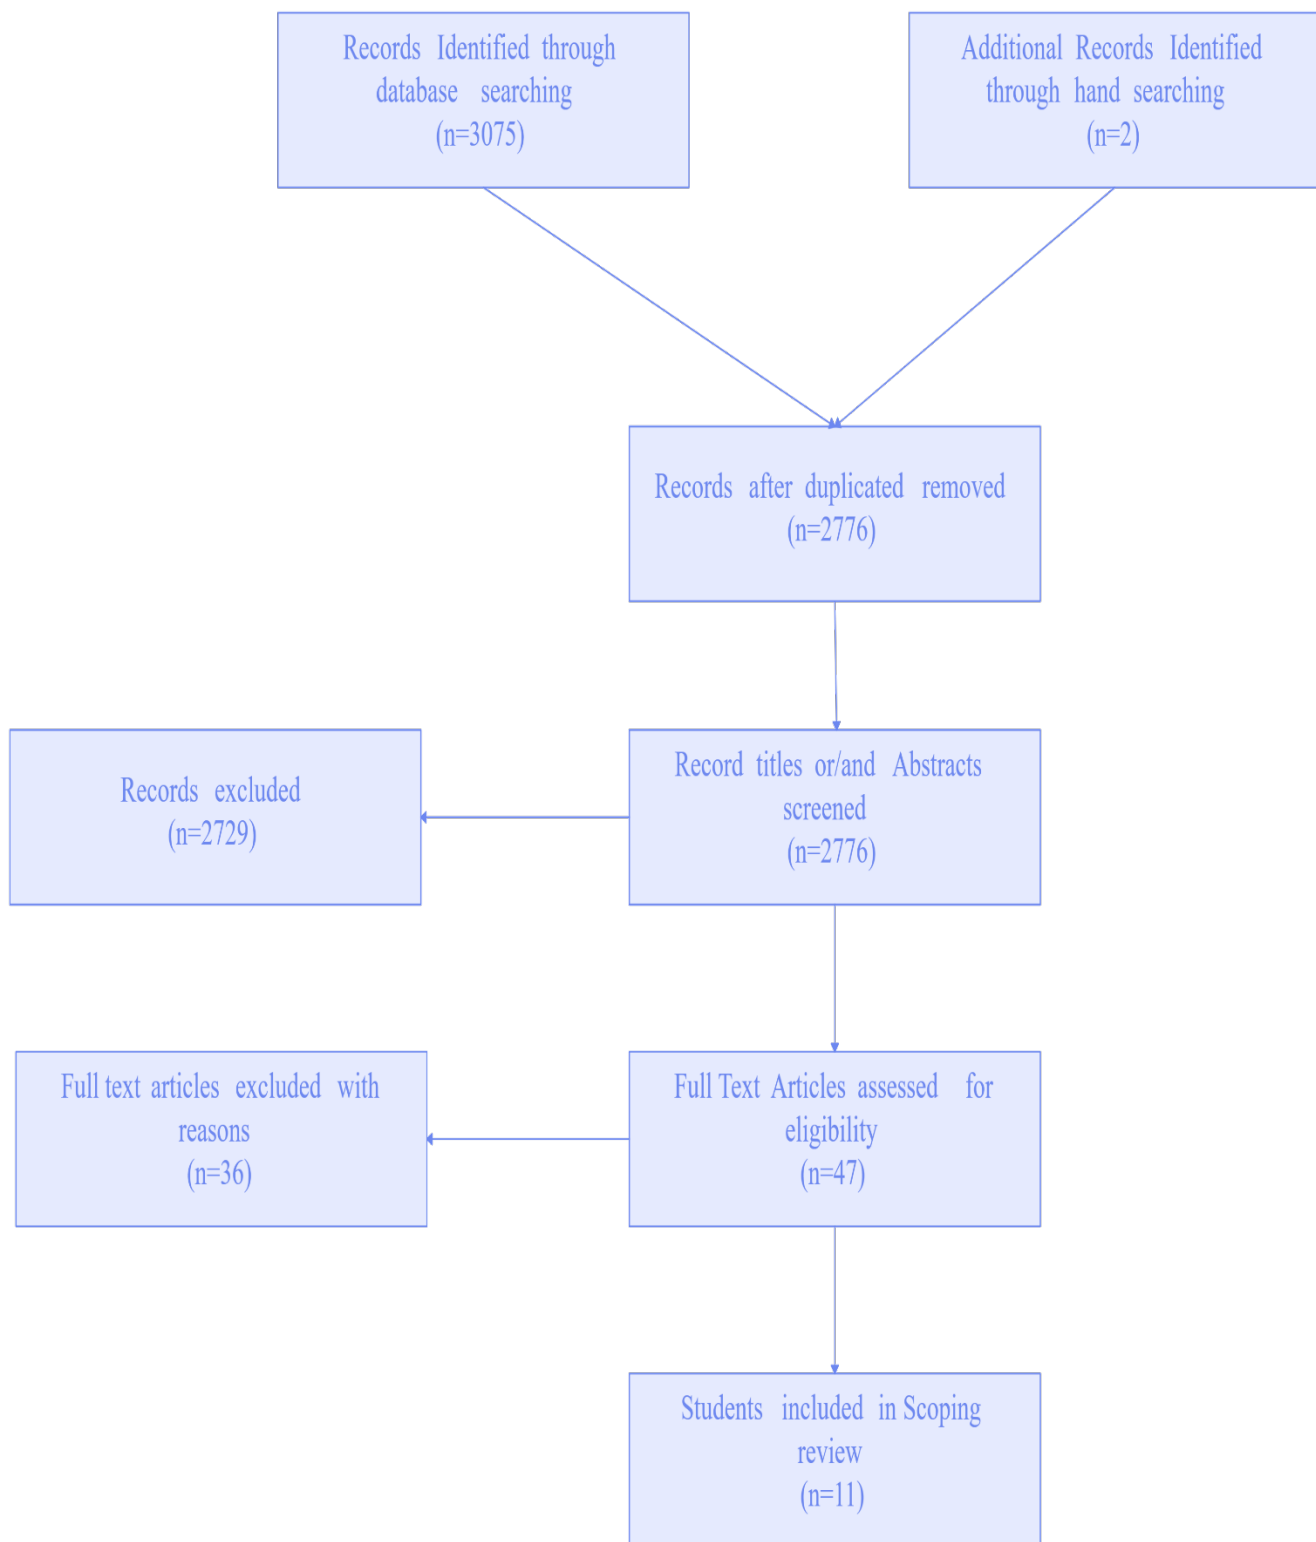 Records Identified through
database searching
(n=3075)
Additional Records Identified
through hand searching
(n=2)
Records after duplicated removed
(n=2776)
Record titles or/and Abstracts
screened
(n=2776)
Records excluded
(n=2729)
Full Text Articles assessed for
eligibility
(n=47)
Full text articles excluded with
reasons
(n=36)
Students included in Scoping
review
(n=11)